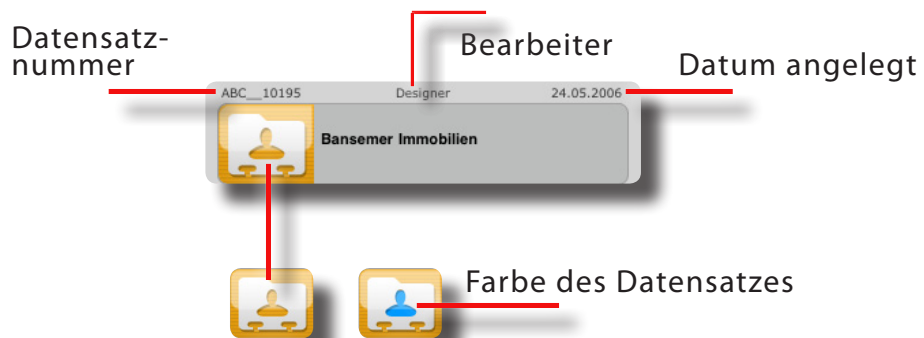 Datensatz-
nummer
Bearbeiter
Datum angelegt
ABC__10195 Designer 24.05.2006
Bansemer Immobilien
Farbe des Datensatzes